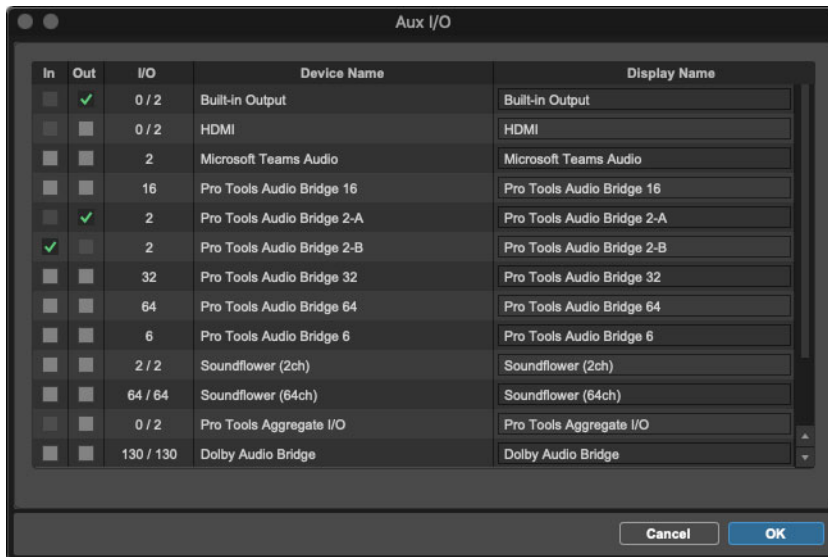 Aux I/O
In Out I/O Device Name Display Name
0 / 2 Built-in Output Built-in Output
0 / 2 HDMI HDMI
2 Microsoft Teams Audio Microsoft Teams Audio
16 Pro Tools Audio Bridge 16 Pro Tools Audio Bridge 16
2 Pro Tools Audio Bridge 2-A Pro Tools Audio Bridge 2-A
2 Pro Tools Audio Bridge 2-B Pro Tools Audio Bridge 2-B
32 Pro Tools Audio Bridge 32 Pro Tools Audio Bridge 32
64 Pro Tools Audio Bridge 64 Pro Tools Audio Bridge 64
6 Pro Tools Audio Bridge 6 Pro Tools Audio Bridge 6
2 / 2 Soundflower (2ch) Soundflower (2ch)
64 / 64 Soundflower (64ch) Soundflower (64ch)
0 / 2 Pro Tools Aggregate I/O Pro Tools Aggregate I/O
130 / 130 Dolby Audio Bridge Dolby Audio Bridge
Cancel OK